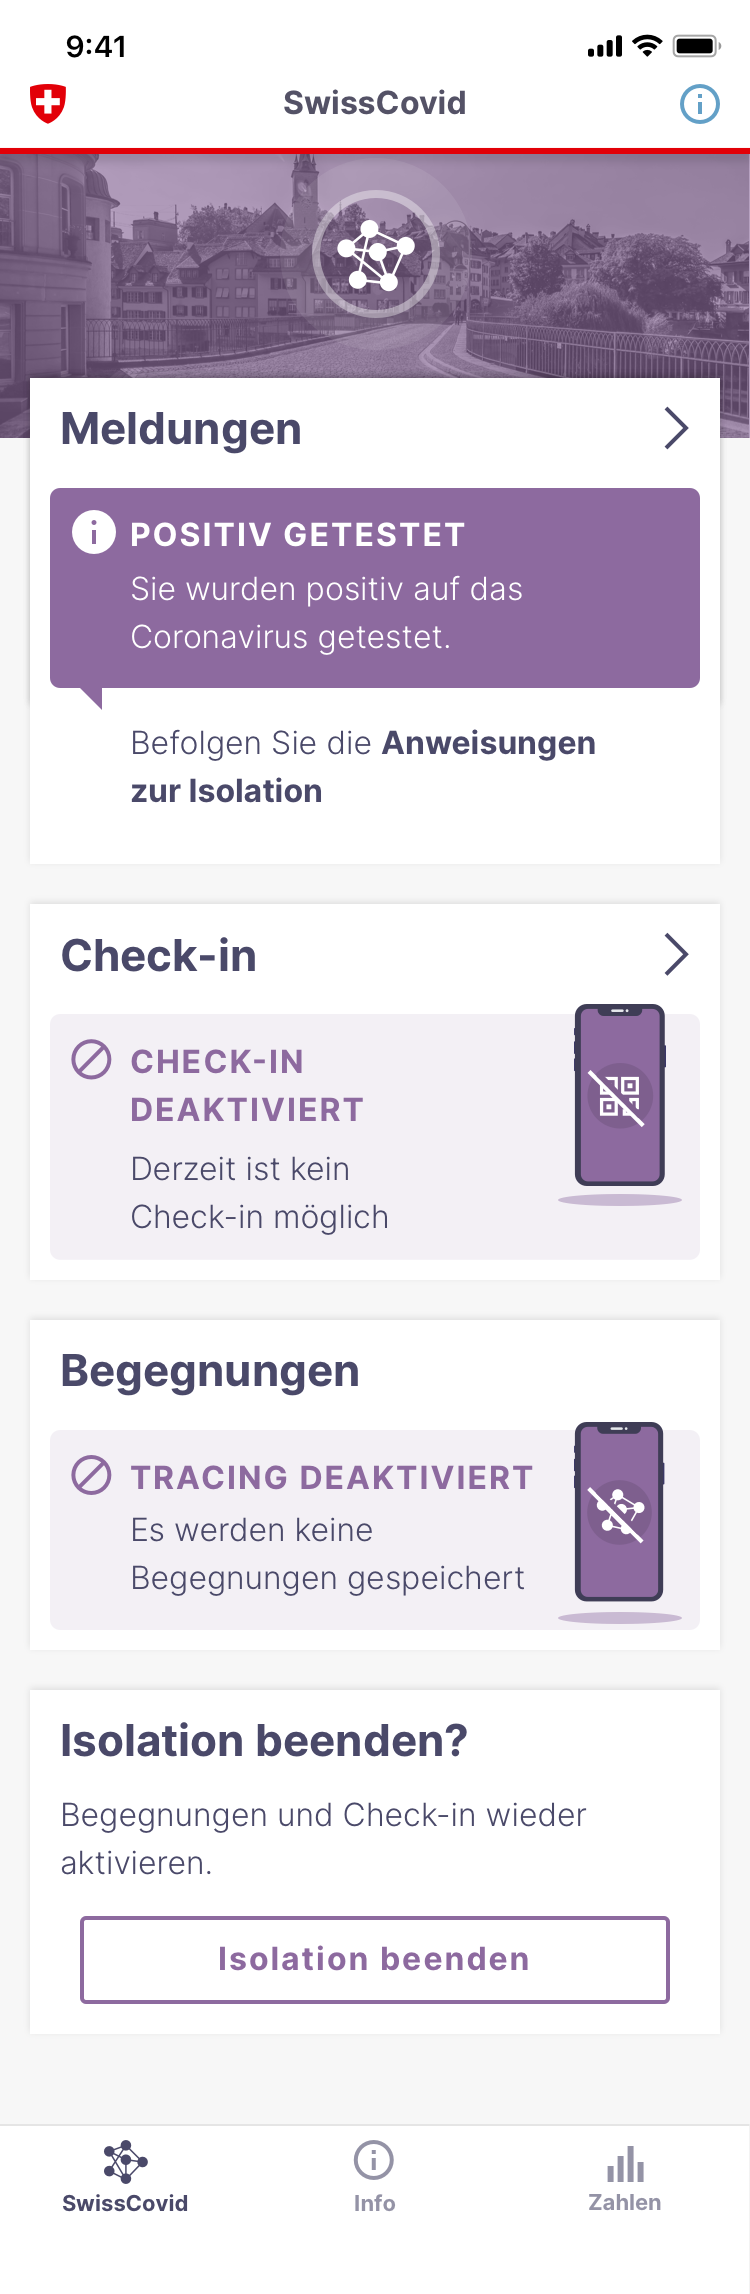 9:41
SwissCovid
Meldungen
POSITIV GETESTET
Sie wurden positiv auf das
Coronavirus getestet.
Befolgen Sie die Anweisungen
zur Isolation
Check-in
CHECK-IN
DEAKTIVIERT
Derzeit ist kein
Check-in möglich
Begegnungen
TRACING DEAKTIVIERT
Es werden keine
Begegnungen gespeichert
Isolation beenden?
Begegnungen und Check-in wieder
aktivieren.
Isolation beenden
SwissCovid
Info
Zahlen